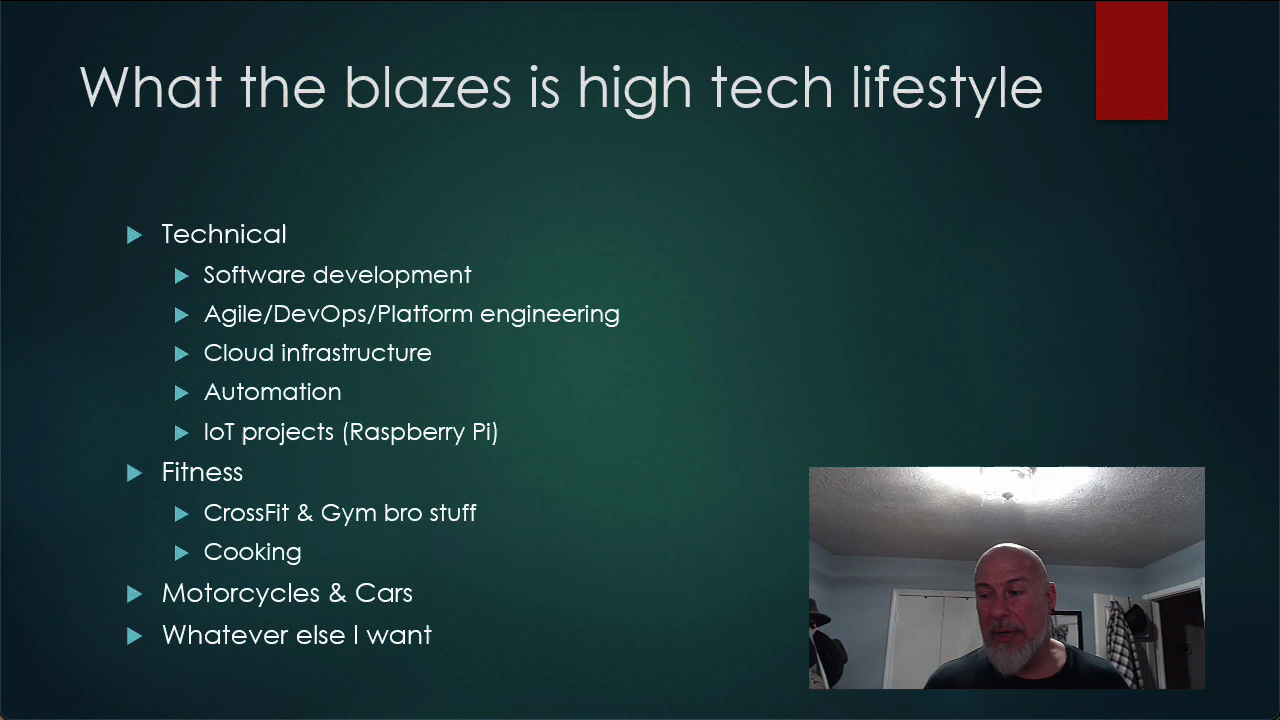 What the blazes is high tech lifestyle
Technical
Software development
Agile/DevOps/Platform engineering
Cloud infrastructure
Automation
IoT projects (Raspberry Pi)
Fitness
CrossFit & Gym bro stuff
Cooking
Motorcycles & Cars
Whatever else I want